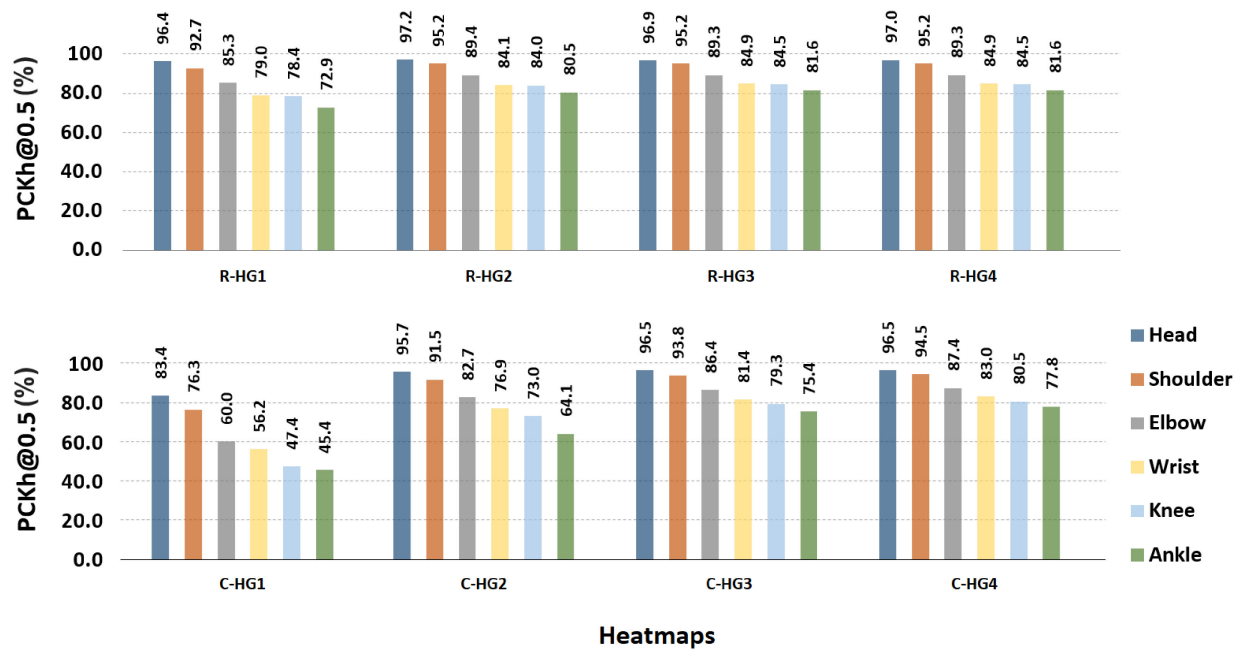 96.4 92.7 85.3 79.0 78.4 72.9 97.2 95.2 89.4 84.1 84.0 80.5 96.9 95.2 89.3 84.9 84.5 81.6 97.0 95.2 89.3 84.9 84.5 81.6
PCKh@0.5 (%)
100
80.0
60.0
40.0
20.0
0.0
R-HG1 R-HG2 R-HG3 R-HG4
83.4 76.3 60.0 56.2 47.4 45.4 95.7 91.5 82.7 76.9 73.0 64.1 96.5 93.8 86.4 81.4 79.3 75.4 96.5 94.5 87.4 83.0 80.5 77.8
PCKh@0.5 (%)
100
80.0
60.0
40.0
20.0
0.0
C-HG1 C-HG2 C-HG3 C-HG4
Head
Shoulder
Elbow
Wrist
Knee
Ankle
Heatmaps